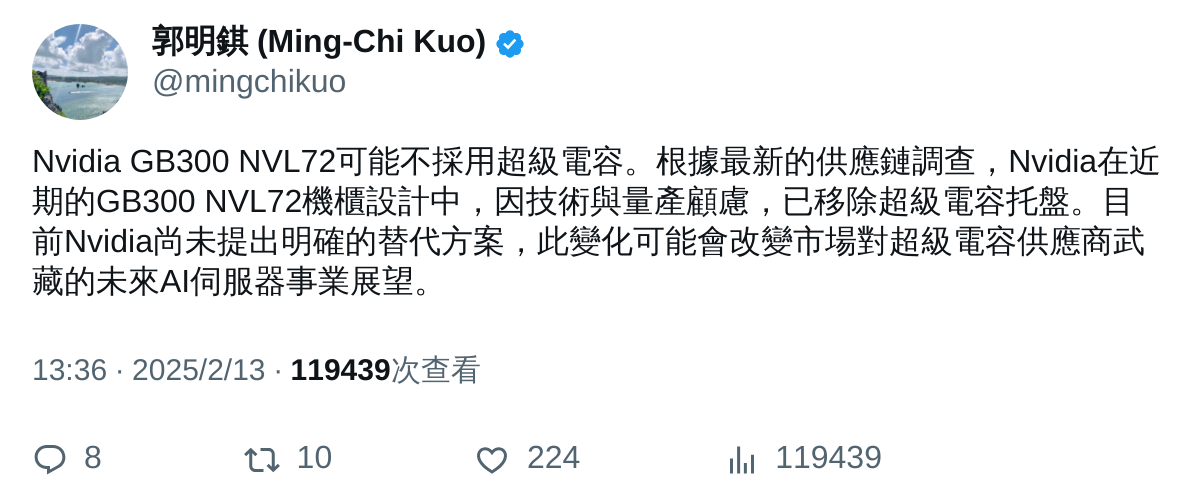 郭明錤 (Ming-Chi Kuo)
@mingchikuo
Nvidia GB300 NVL72可能不採用超級電容。根據最新的供應鏈調查，Nvidia在近
期的GB300 NVL72機櫃設計中，因技術與量產顧慮，已移除超級電容托盤。目
前Nvidia尚未提出明確的替代方案，此變化可能會改變市場對超級電容供應商武
藏的未來AI伺服器事業展望。
13:36 · 2025/2/13 · 119439次查看
8 10 224 119439